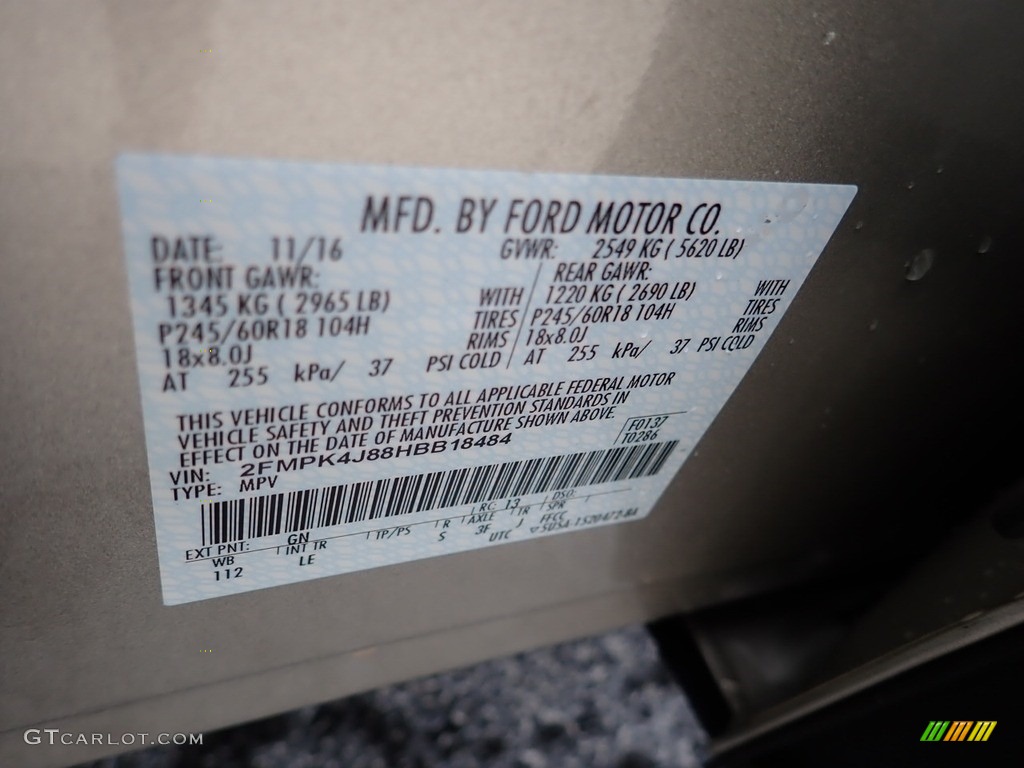 MFD. BY FORD MOTOR CO.
DATE: 11/16 GVWR: 2549 KG ( 5620 LB)
FRONT GAWR: REAR GAWR:
1345 KG ( 2965 LB) WITH 1220 KG ( 2690 LB) WITH
P245/60R18 104H TIRES P245/60R18 104H TIRES
18x8.0J RIMS 18x8.0J RIMS
AT 255 kPa/ 37 PSI COLD AT 255 kPa/ 37 PSI COLD
THIS VEHICLE CONFORMS TO ALL APPLICABLE FEDERAL MOTOR
VEHICLE SAFETY AND THEFT PREVENTION STANDARDS IN
EFFECT ON THE DATE OF MANUFACTURE SHOWN ABOVE.
VIN: 2FMPK4J88HBB18484 F0137
TYPE: MPV T0286
EXT PNT: GN RC 13 DSO:
WB INT TR TP/PS R AXLE TR SPR
112 LE S 3F J FFCC
UTC
GTCARLOT.COM